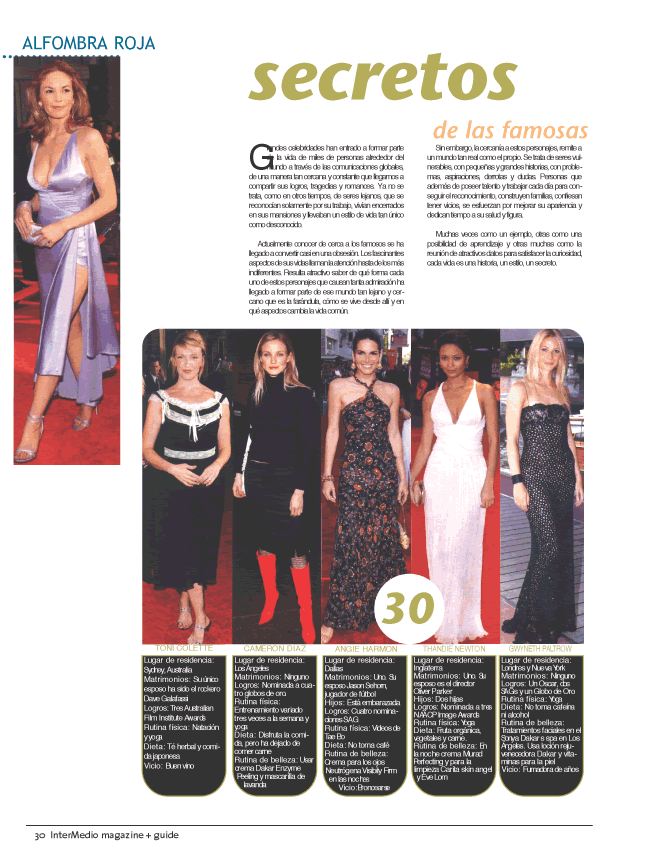 ALFOMBRA ROJA
secretos
de las famosas
Grandes celebridades han entrado a formar parte
de la vida de miles de personas alrededor del
mundo a través de las comunicaciones globales,
de una manera tan cercana y constante que llegamos a
compartir sus logros, tragedias y romances. Ya no se
trata, como en otros tiempos, de seres lejanos, que se
reconocían solamente por su trabajo, vivían encerrados
en sus mansiones y llevaban un estilo de vida tan único
como desconocido.
Actualmente conocer de cerca a los famosos se ha
llegado a convertir casi en una obsesión. Los fascinantes
aspectos de sus vidas llaman la atención hasta de los más
indiferentes. Resulta atractivo saber de qué forma cada
uno de estos personajes que causan tanta admiración ha
llegado a formar parte de ese mundo tan lejano y cer-
cano que es la farándula, cómo se vive desde allí y en
qué aspectos cambia la vida común.
Sin embargo, la cercanía a estos personajes, remite a
un mundo tan real como el propio. Se trata de seres vul-
nerables, con pequeñas y grandes historias, con proble-
mas, aspiraciones, derrotas y dudas. Personas que
además de poseer talento y trabajar cada día para con-
seguir el reconocimiento, construyen familias, confiesan
tener vicios, se esfuerzan por mejorar su apariencia y
dedican tiempo a su salud y figura.
Muchas veces como un ejemplo, otras como una
posibilidad de aprendizaje y otras muchas como la
reunión de atractivos datos para satisfacer la curiosidad,
cada vida es una historia, un estilo, un secreto.
30
TONI COLETTE
Lugar de residencia:
Sydney, Australia
Matrimonios: Su único
esposo ha sido el rockero
Dave Galafassi
Logros: Tres Australian
Film Institute Awards
Rutina física: Natación
y yoga
Dieta: Té herbal y comi-
da japonesa
Vicio: Buen vino
CAMERON DIAZ
Lugar de residencia:
Los Angeles
Matrimonios: Ninguno
Logros: Nominada a cua-
tro globos de oro
Rutina física:
Entrenamiento variado
tres veces a la semana y
yoga
Dieta: Disfruta la comi-
da, pero ha dejado de
comer carne
Rutina de belleza: Usar
crema Dakar Enzyme
Peeling y mascarilla de
lavanda
ANGIE HARMON
Lugar de residencia:
Dallas
Matrimonios: Uno. Su
esposo Jason Sehorn,
jugador de fútbol
Hijos: Está embarazada
Logros: Cuatro nomina-
ciones SAG
Rutina física: Videos de
Tae Bo
Dieta: No toma café
Rutina de belleza:
Crema para los ojos
Neutrógena Visibily Firm
en las noches
Vicio: Broncearse
THANDIE NEWTON
Lugar de residencia:
Inglaterra
Matrimonios: Uno. Su
esposo es el director
Oliver Parker
Hijos: Dos hijas
Logros: Nominada a tres
NAACP Image Awards
Rutina física: Yoga
Dieta: Fruta orgánica,
vegetales y carne.
Rutina de belleza: En
la noche crema Murad
Perfecting y para la
limpieza Carita skin angel
y Eve Lom
GWYNETH PALTROW
Lugar de residencia:
Londres y Nueva York
Matrimonios: Ninguno
Logros: Un Oscar, dos
SAGs y un Globo de Oro
Dieta: No toma cafeína
ni alcohol
Rutina de belleza:
Tratamientos faciales en el
Sonya Dakar s spa en Los
Angeles. Usa loción reju-
venecedora Dakar y vita-
minas para la piel
Vicio: Fumadora de años
30 InterMedio magazine + guide